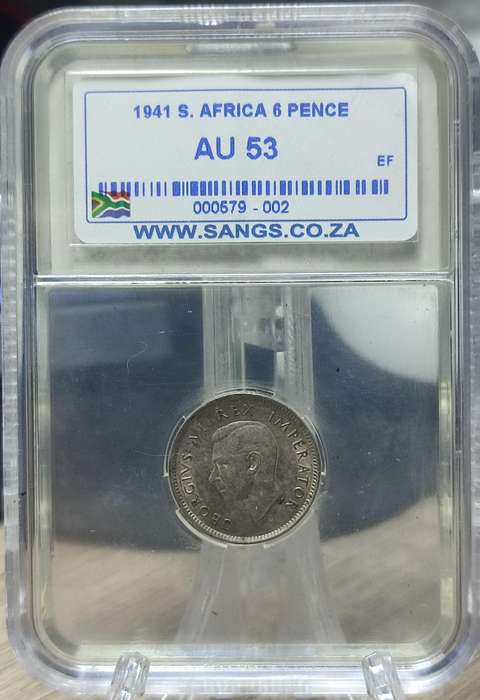 1941 S. AFRICA 6 PENCE
AU 53
EF
000579 - 002
WWW.SANGS.CO.ZA
GEORGIVS VI REX IMPERATOR